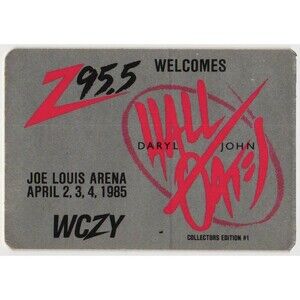 Z95.5 WELCOMES
HALL
DARYL JOHN
OATES
JOE LOUIS ARENA
APRIL 2, 3, 4, 1985
WCZY
COLLECTORS EDITION #1